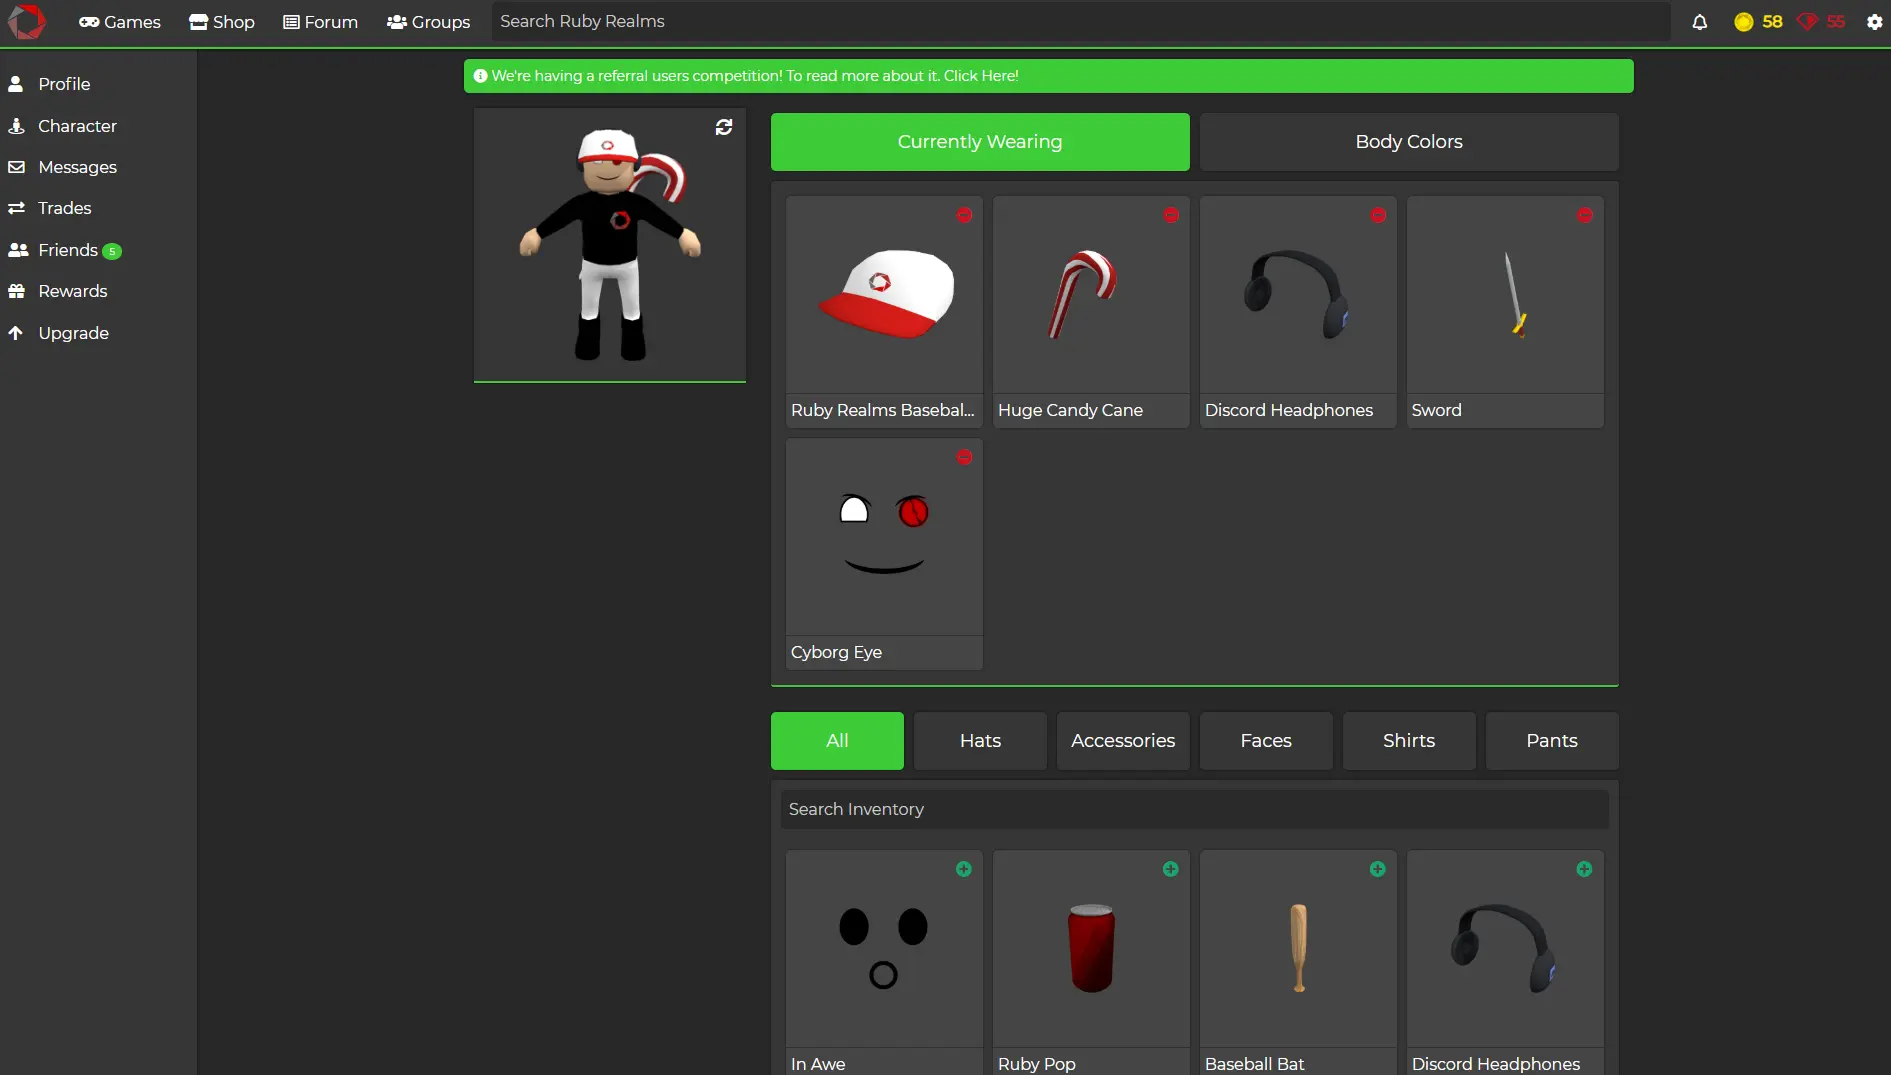 Games Shop Forum Groups Search Ruby Realms 58 55
Profile
Character
Messages
Trades
Friends 5
Rewards
Upgrade
We're having a referral users competition! To read more about it. Click Here!
Currently Wearing Body Colors
Ruby Realms Basebal... Huge Candy Cane Discord Headphones Sword
Cyborg Eye
All Hats Accessories Faces Shirts Pants
Search Inventory
In Awe Ruby Pop Baseball Bat Discord Headphones